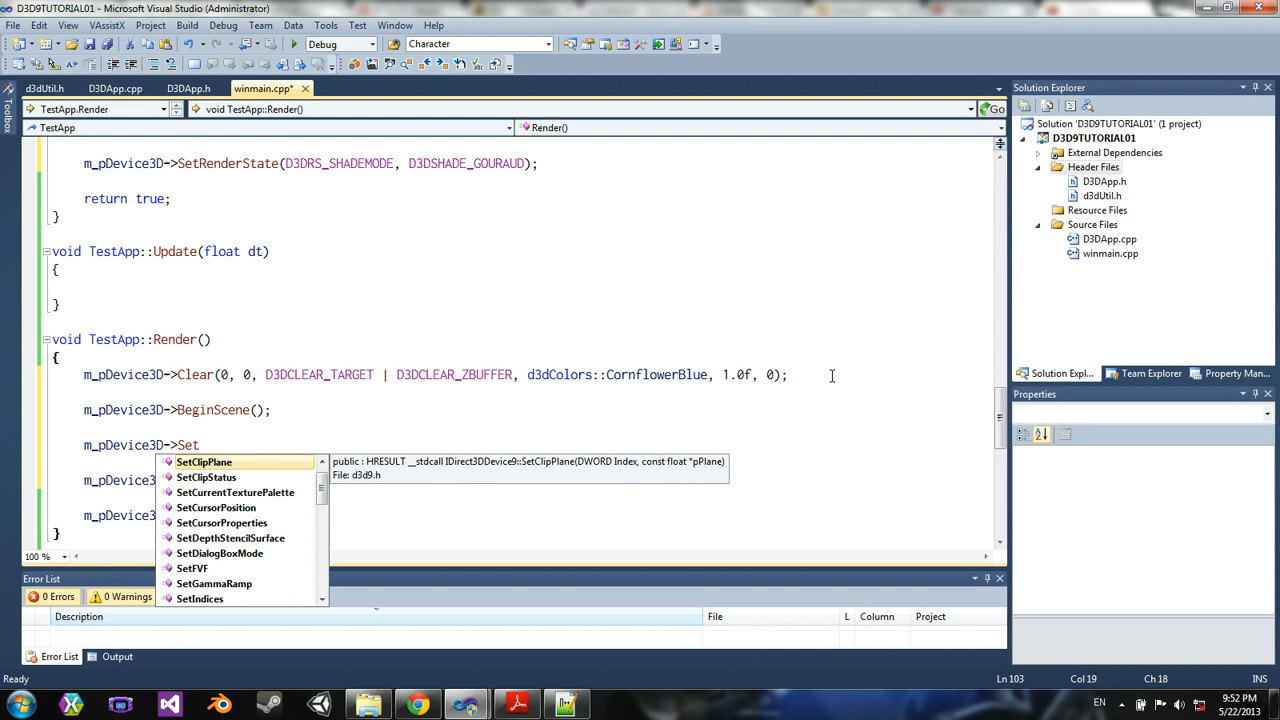 D3D9TUTORIAL01 - Microsoft Visual Studio (Administrator)
File Edit View VAssistX Project Build Debug Team Data Tools Test Window Help
Debug Character
d3dUtil.h D3DApp.cpp D3DApp.h winmain.cpp*
TestApp.Render void TestApp::Render() Go
TestApp Render()
m_pDevice3D->SetRenderState(D3DRS_SHADEMODE, D3DSHADE_GOURAUD);
return true;
}
void TestApp::Update(float dt)
{
}
void TestApp::Render()
{
m_pDevice3D->Clear(0, 0, D3DCLEAR_TARGET | D3DCLEAR_ZBUFFER, d3dColors::CornflowerBlue, 1.0f, 0);
m_pDevice3D->BeginScene();
m_pDevice3D->Set
m_pDevice
m_pDevice
}
SetClipPlane
SetClipStatus
SetCurrentTexturePalette
SetCursorPosition
SetCursorProperties
SetDepthStencilSurface
SetDialogBoxMode
SetFVF
SetGammaRamp
SetIndices
public : HRESULT __stdcall IDirect3DDevice9::SetClipPlane(DWORD Index, const float *pPlane)
File: d3d9.h
100 %
Toolbox
Solution Explorer
Solution 'D3D9TUTORIAL01' (1 project)
D3D9TUTORIAL01
External Dependencies
Header Files
D3DApp.h
d3dUtil.h
Resource Files
Source Files
D3DApp.cpp
winmain.cpp
Solution Expl... Team Explorer Property Man...
Properties
Error List
0 Errors 0 Warnings
Description File L Column Project
Error List Output
Ready Ln 103 Col 19 Ch 18 INS
EN 9:52 PM
5/22/2013